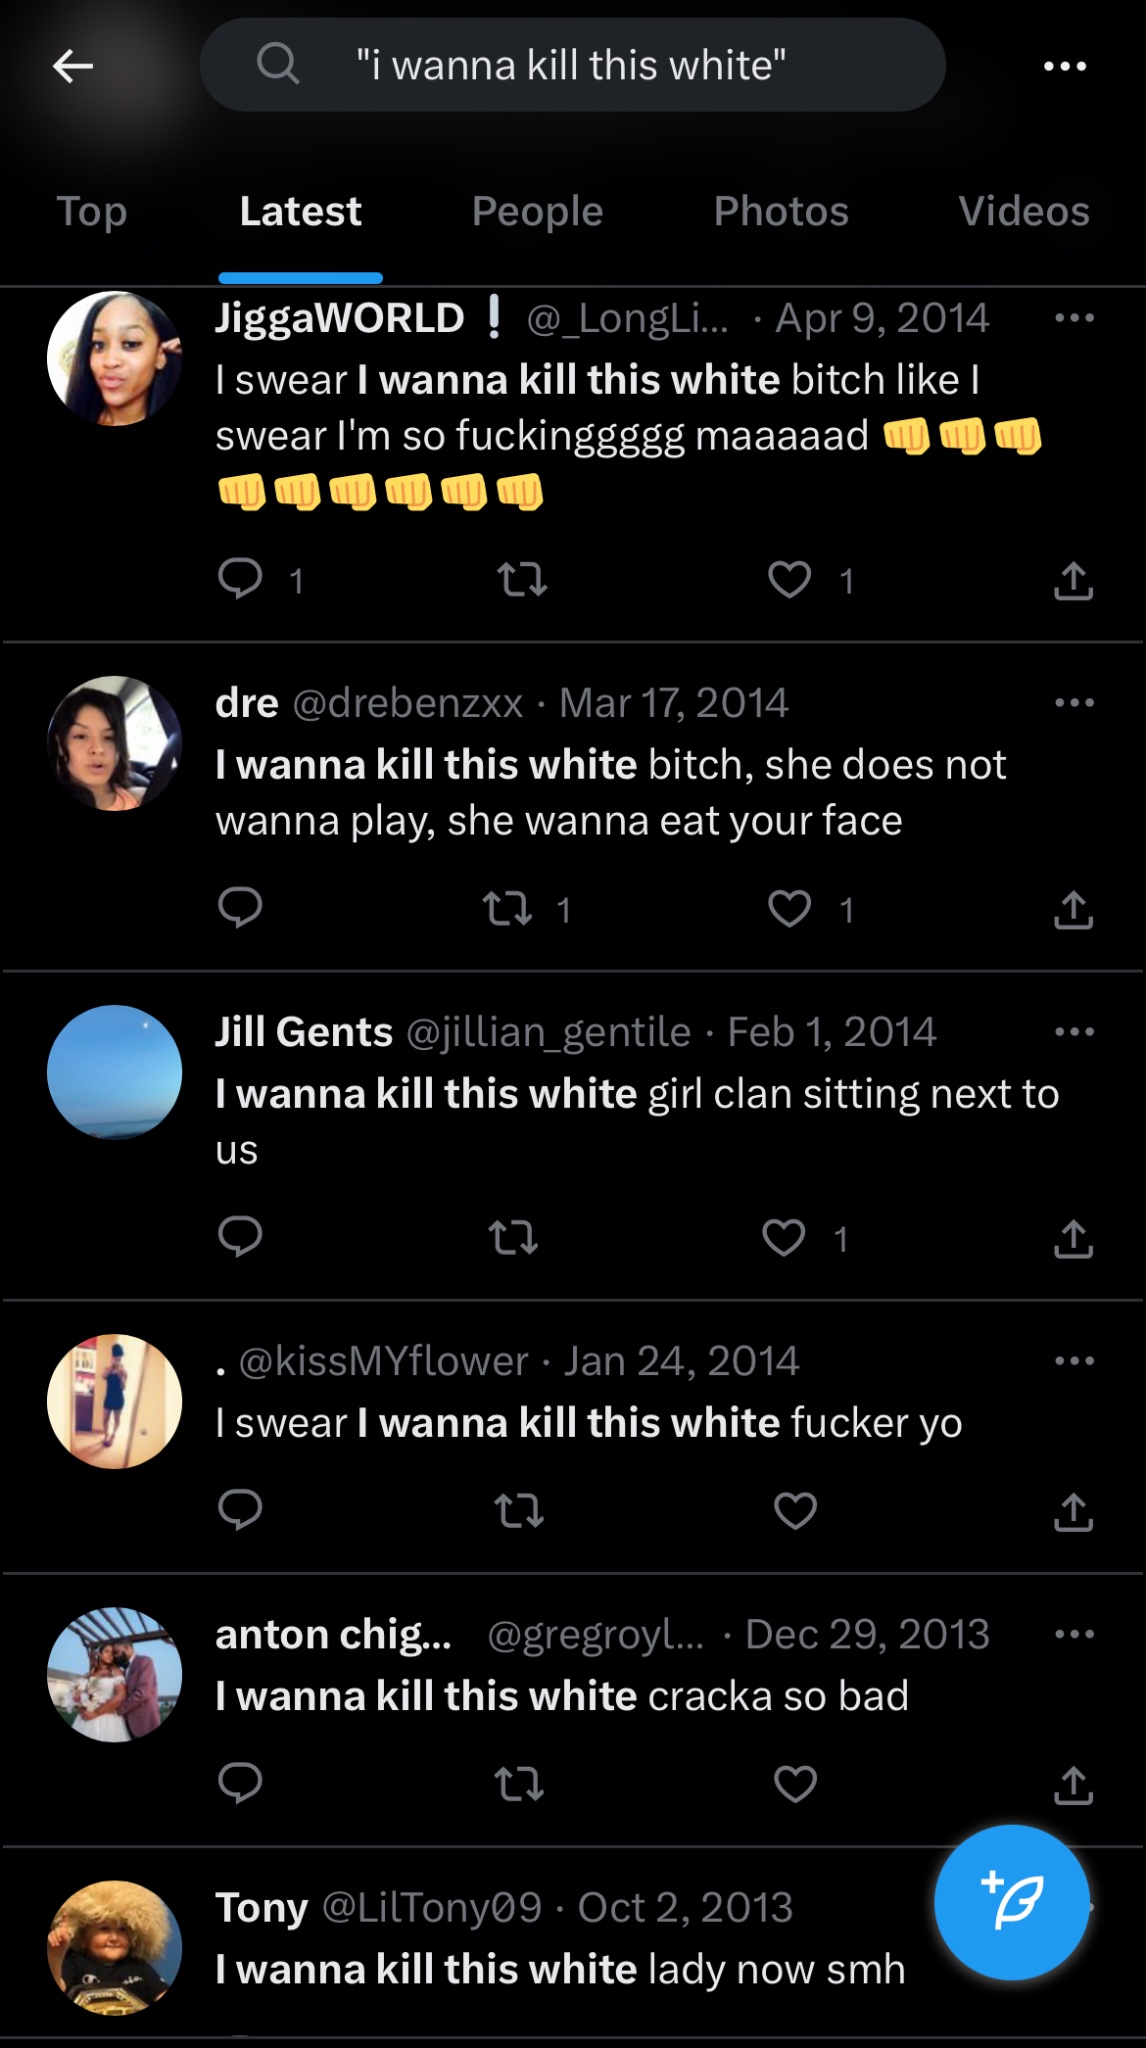 "i wanna kill this white"
Top Latest People Photos Videos
JiggaWORLD❕ @_LongLi... · Apr 9, 2014
I swear I wanna kill this white bitch like I
swear I'm so fuckinggggg maaaaad 👊👊👊
👊👊👊👊👊👊
1 1
dre @drebenzxx · Mar 17, 2014
I wanna kill this white bitch, she does not
wanna play, she wanna eat your face
1 1
Jill Gents @jillian_gentile · Feb 1, 2014
I wanna kill this white girl clan sitting next to
us
1
. @kissMYflower · Jan 24, 2014
I swear I wanna kill this white fucker yo
anton chig... @gregroyl... · Dec 29, 2013
I wanna kill this white cracka so bad
Tony @LilTony09 · Oct 2, 2013
I wanna kill this white lady now smh